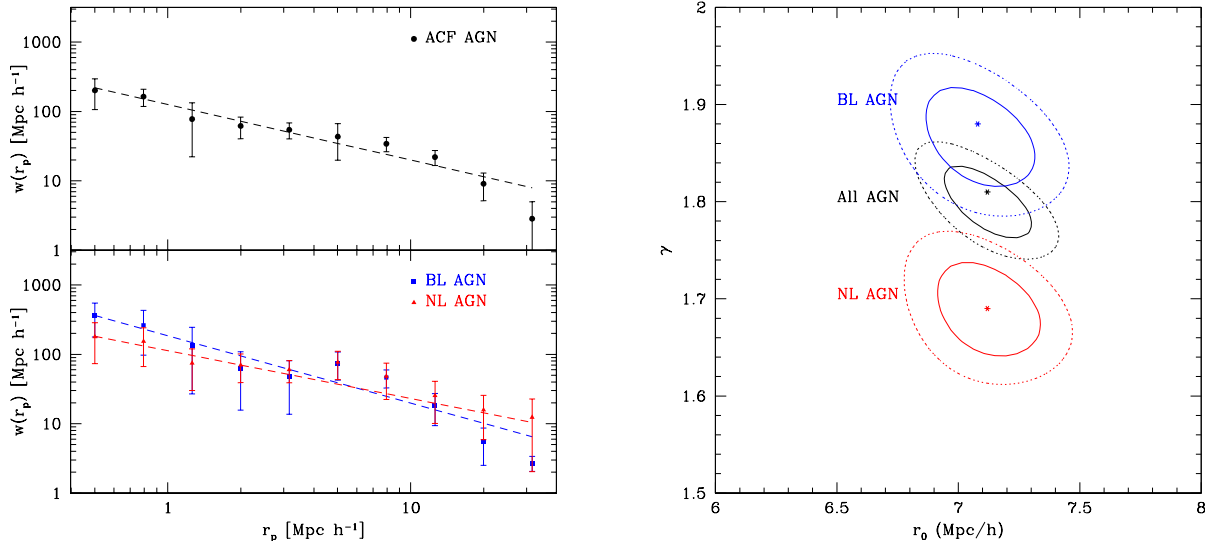 1000
100
10
1
w(r_p) [Mpc h⁻¹]
ACF AGN
1000
100
10
1
w(r_p) [Mpc h⁻¹]
BL AGN
NL AGN
1
10
r_p [Mpc h⁻¹]
2
1.9
1.8
1.7
1.6
1.5
γ
BL AGN
All AGN
NL AGN
6
6.5
7
7.5
8
r₀ (Mpc/h)